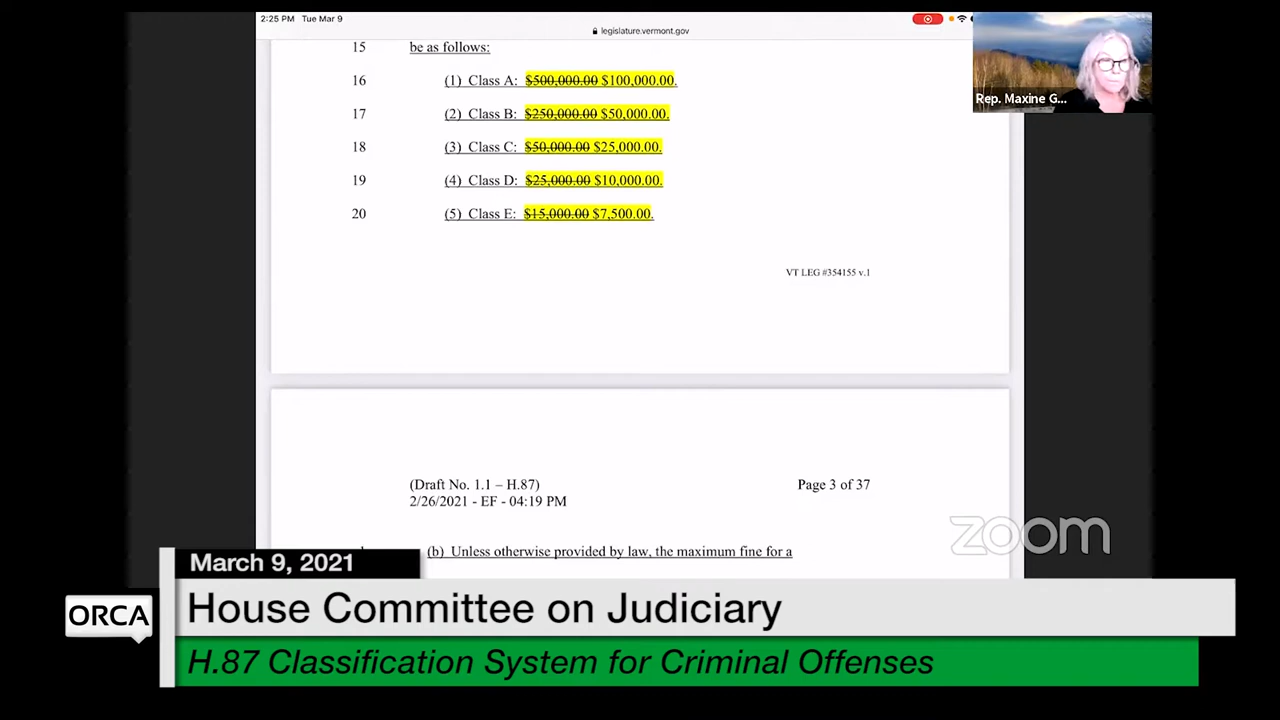 2:25 PM Tue Mar 9
legislature.vermont.gov
15 be as follows:
16 (1) Class A: $500,000.00 $100,000.00.
17 (2) Class B: $250,000.00 $50,000.00.
18 (3) Class C: $50,000.00 $25,000.00.
19 (4) Class D: $25,000.00 $10,000.00.
20 (5) Class E: $15,000.00 $7,500.00.
VT LEG #354155 v.1
Rep. Maxine G...
(Draft No. 1.1 – H.87) Page 3 of 37
2/26/2021 - EF - 04:19 PM
(b) Unless otherwise provided by law, the maximum fine for a
zoom
March 9, 2021
ORCA
House Committee on Judiciary
H.87 Classification System for Criminal Offenses